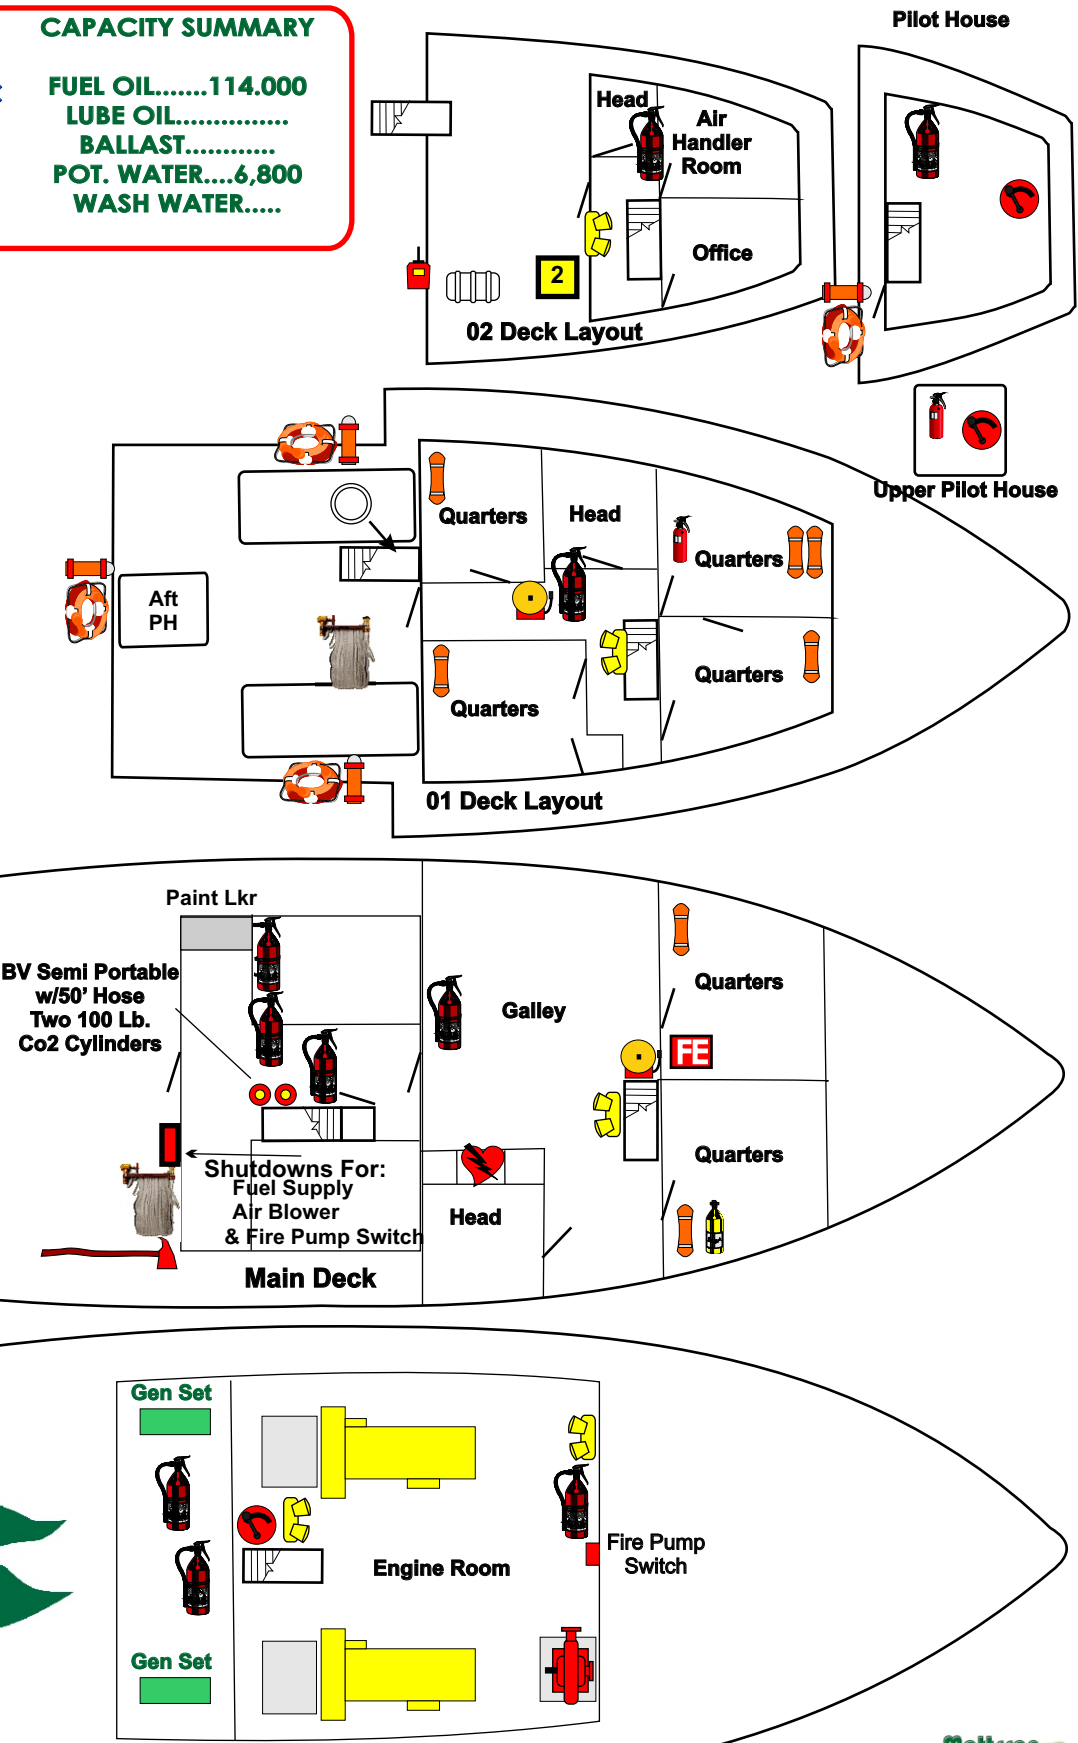 CAPACITY SUMMARY
FUEL OIL.......114.000
LUBE OIL...............
BALLAST............
POT. WATER....6,800
WASH WATER.....
Pilot House
Head
Air
Handler
Room
Office
2
02 Deck Layout
Upper Pilot House
Quarters
Head
Quarters
Aft
PH
Quarters
Quarters
01 Deck Layout
Paint Lkr
BV Semi Portable
w/50' Hose
Two 100 Lb.
Co2 Cylinders
Galley
Quarters
FE
Quarters
Shutdowns For:
Fuel Supply
Air Blower
& Fire Pump Switch
Head
Main Deck
Gen Set
Engine Room
Fire Pump
Switch
Gen Set